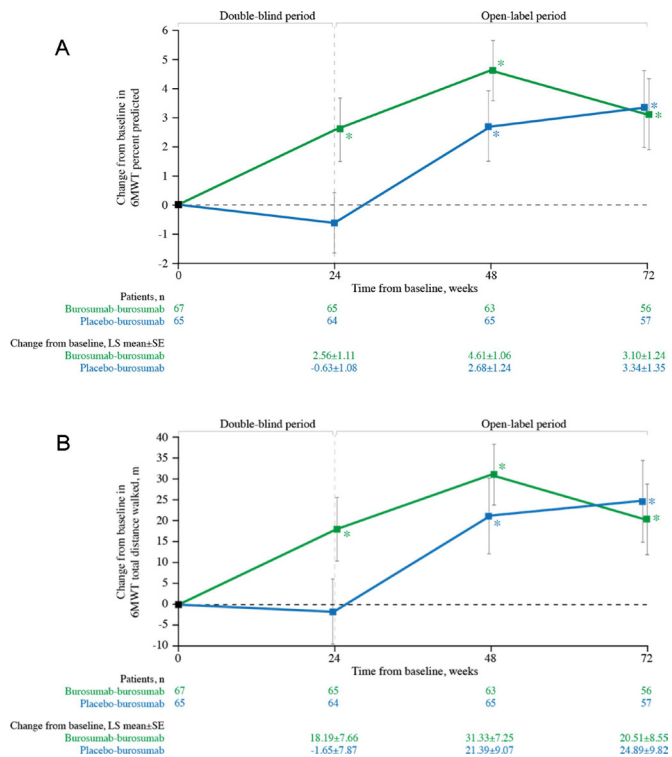 A
Double-blind period Open-label period
Change from baseline in
6MWT percent predicted
6
5
4
3
2
1
0
-1
-2
* * * * *
0 24 48 72
Time from baseline, weeks
Patients, n
Burosumab-burosumab 67 65 63 56
Placebo-burosumab 65 64 65 57
Change from baseline, LS mean±SE
Burosumab-burosumab 2.56±1.11 4.61±1.06 3.10±1.24
Placebo-burosumab -0.63±1.08 2.68±1.24 3.34±1.35
B
Double-blind period Open-label period
Change from baseline in
6MWT total distance walked, m
40
35
30
25
20
15
10
5
0
-5
-10
* * * * *
0 24 48 72
Time from baseline, weeks
Patients, n
Burosumab-burosumab 67 65 63 56
Placebo-burosumab 65 64 65 57
Change from baseline, LS mean±SE
Burosumab-burosumab 18.19±7.66 31.33±7.25 20.51±8.55
Placebo-burosumab -1.65±7.87 21.39±9.07 24.89±9.82